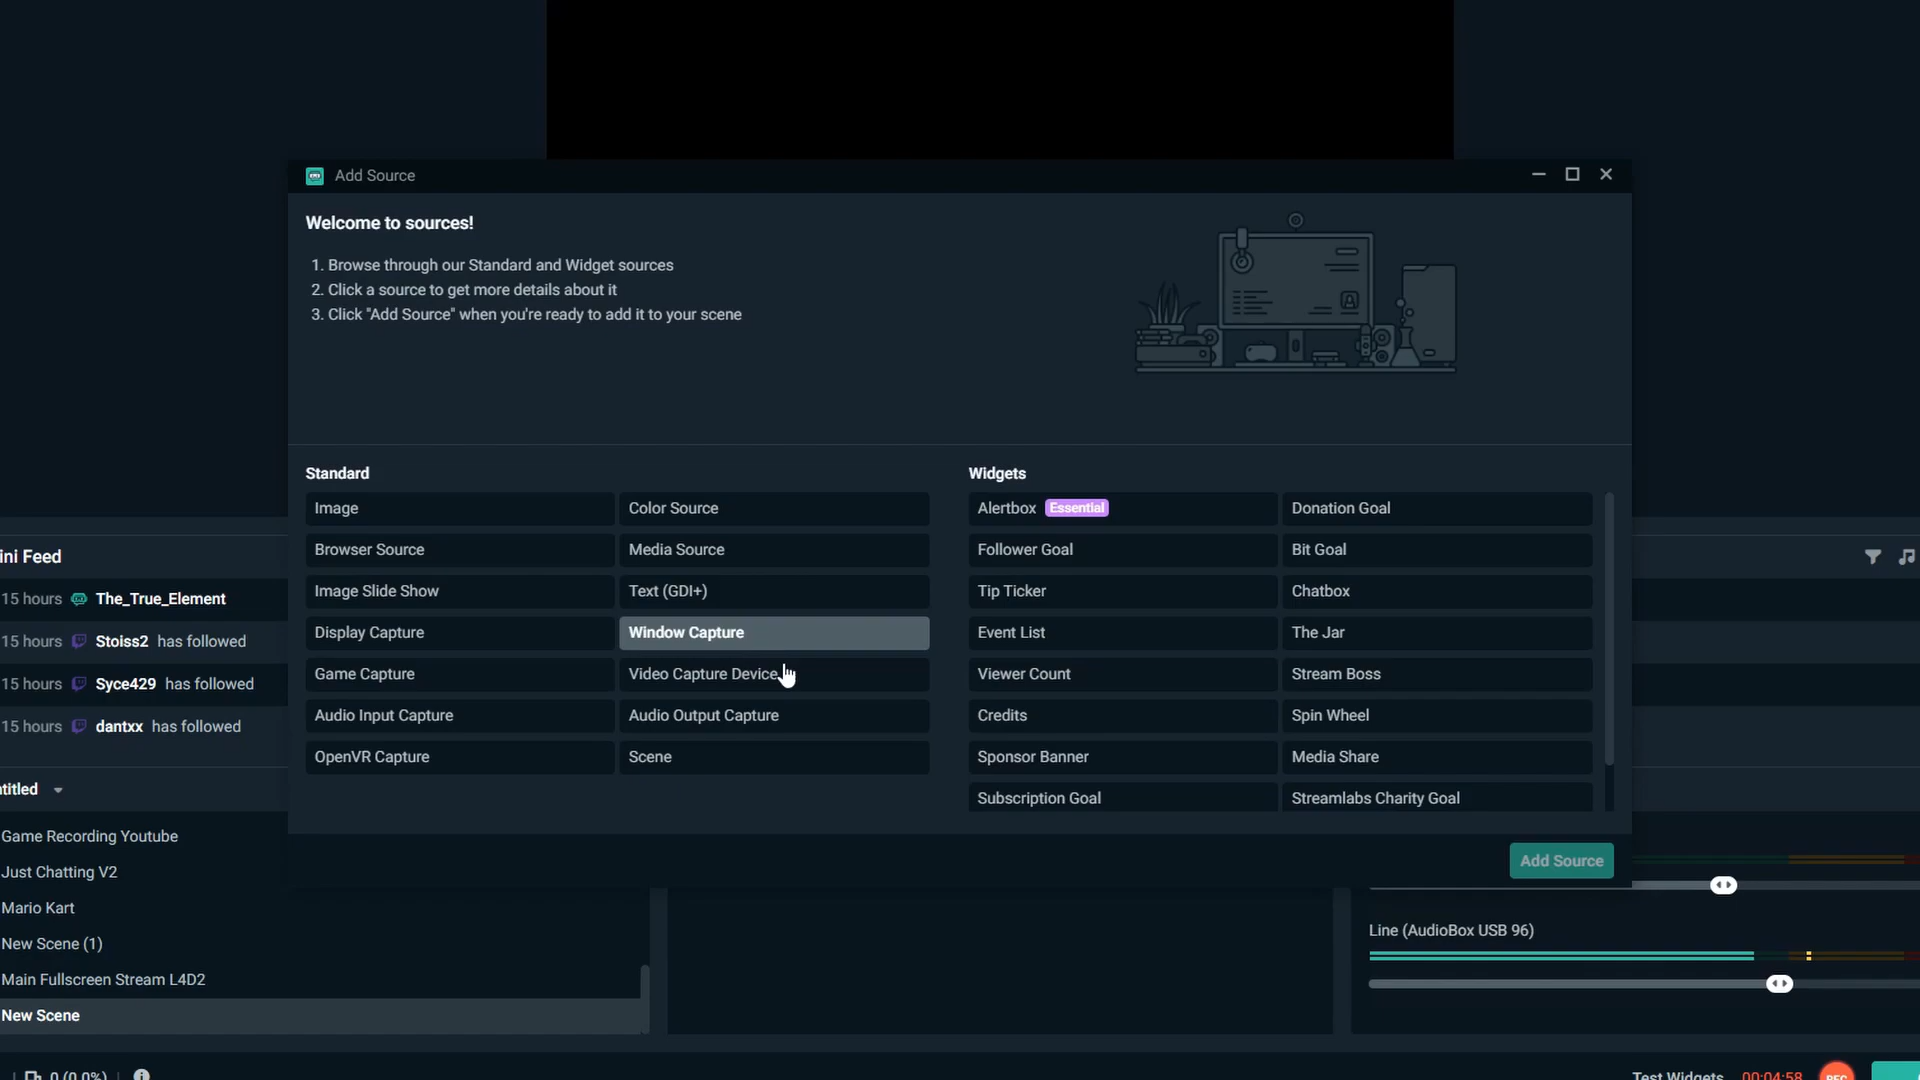 Add Source
Welcome to sources!
1. Browse through our Standard and Widget sources
2. Click a source to get more details about it
3. Click "Add Source" when you're ready to add it to your scene
Standard
Image
Color Source
Browser Source
Media Source
Image Slide Show
Text (GDI+)
Display Capture
Window Capture
Game Capture
Video Capture Device
Audio Input Capture
Audio Output Capture
OpenVR Capture
Scene
Widgets
Alertbox Essential
Donation Goal
Follower Goal
Bit Goal
Tip Ticker
Chatbox
Event List
The Jar
Viewer Count
Stream Boss
Credits
Spin Wheel
Sponsor Banner
Media Share
Subscription Goal
Streamlabs Charity Goal
Add Source
ini Feed
15 hours The_True_Element
15 hours Stoiss2 has followed
15 hours Syce429 has followed
15 hours dantxx has followed
ntitled
Game Recording Youtube
Just Chatting V2
Mario Kart
New Scene (1)
Main Fullscreen Stream L4D2
New Scene
Line (AudioBox USB 96)
0 (0.0%)
Test Widgets 00:04:58 REC